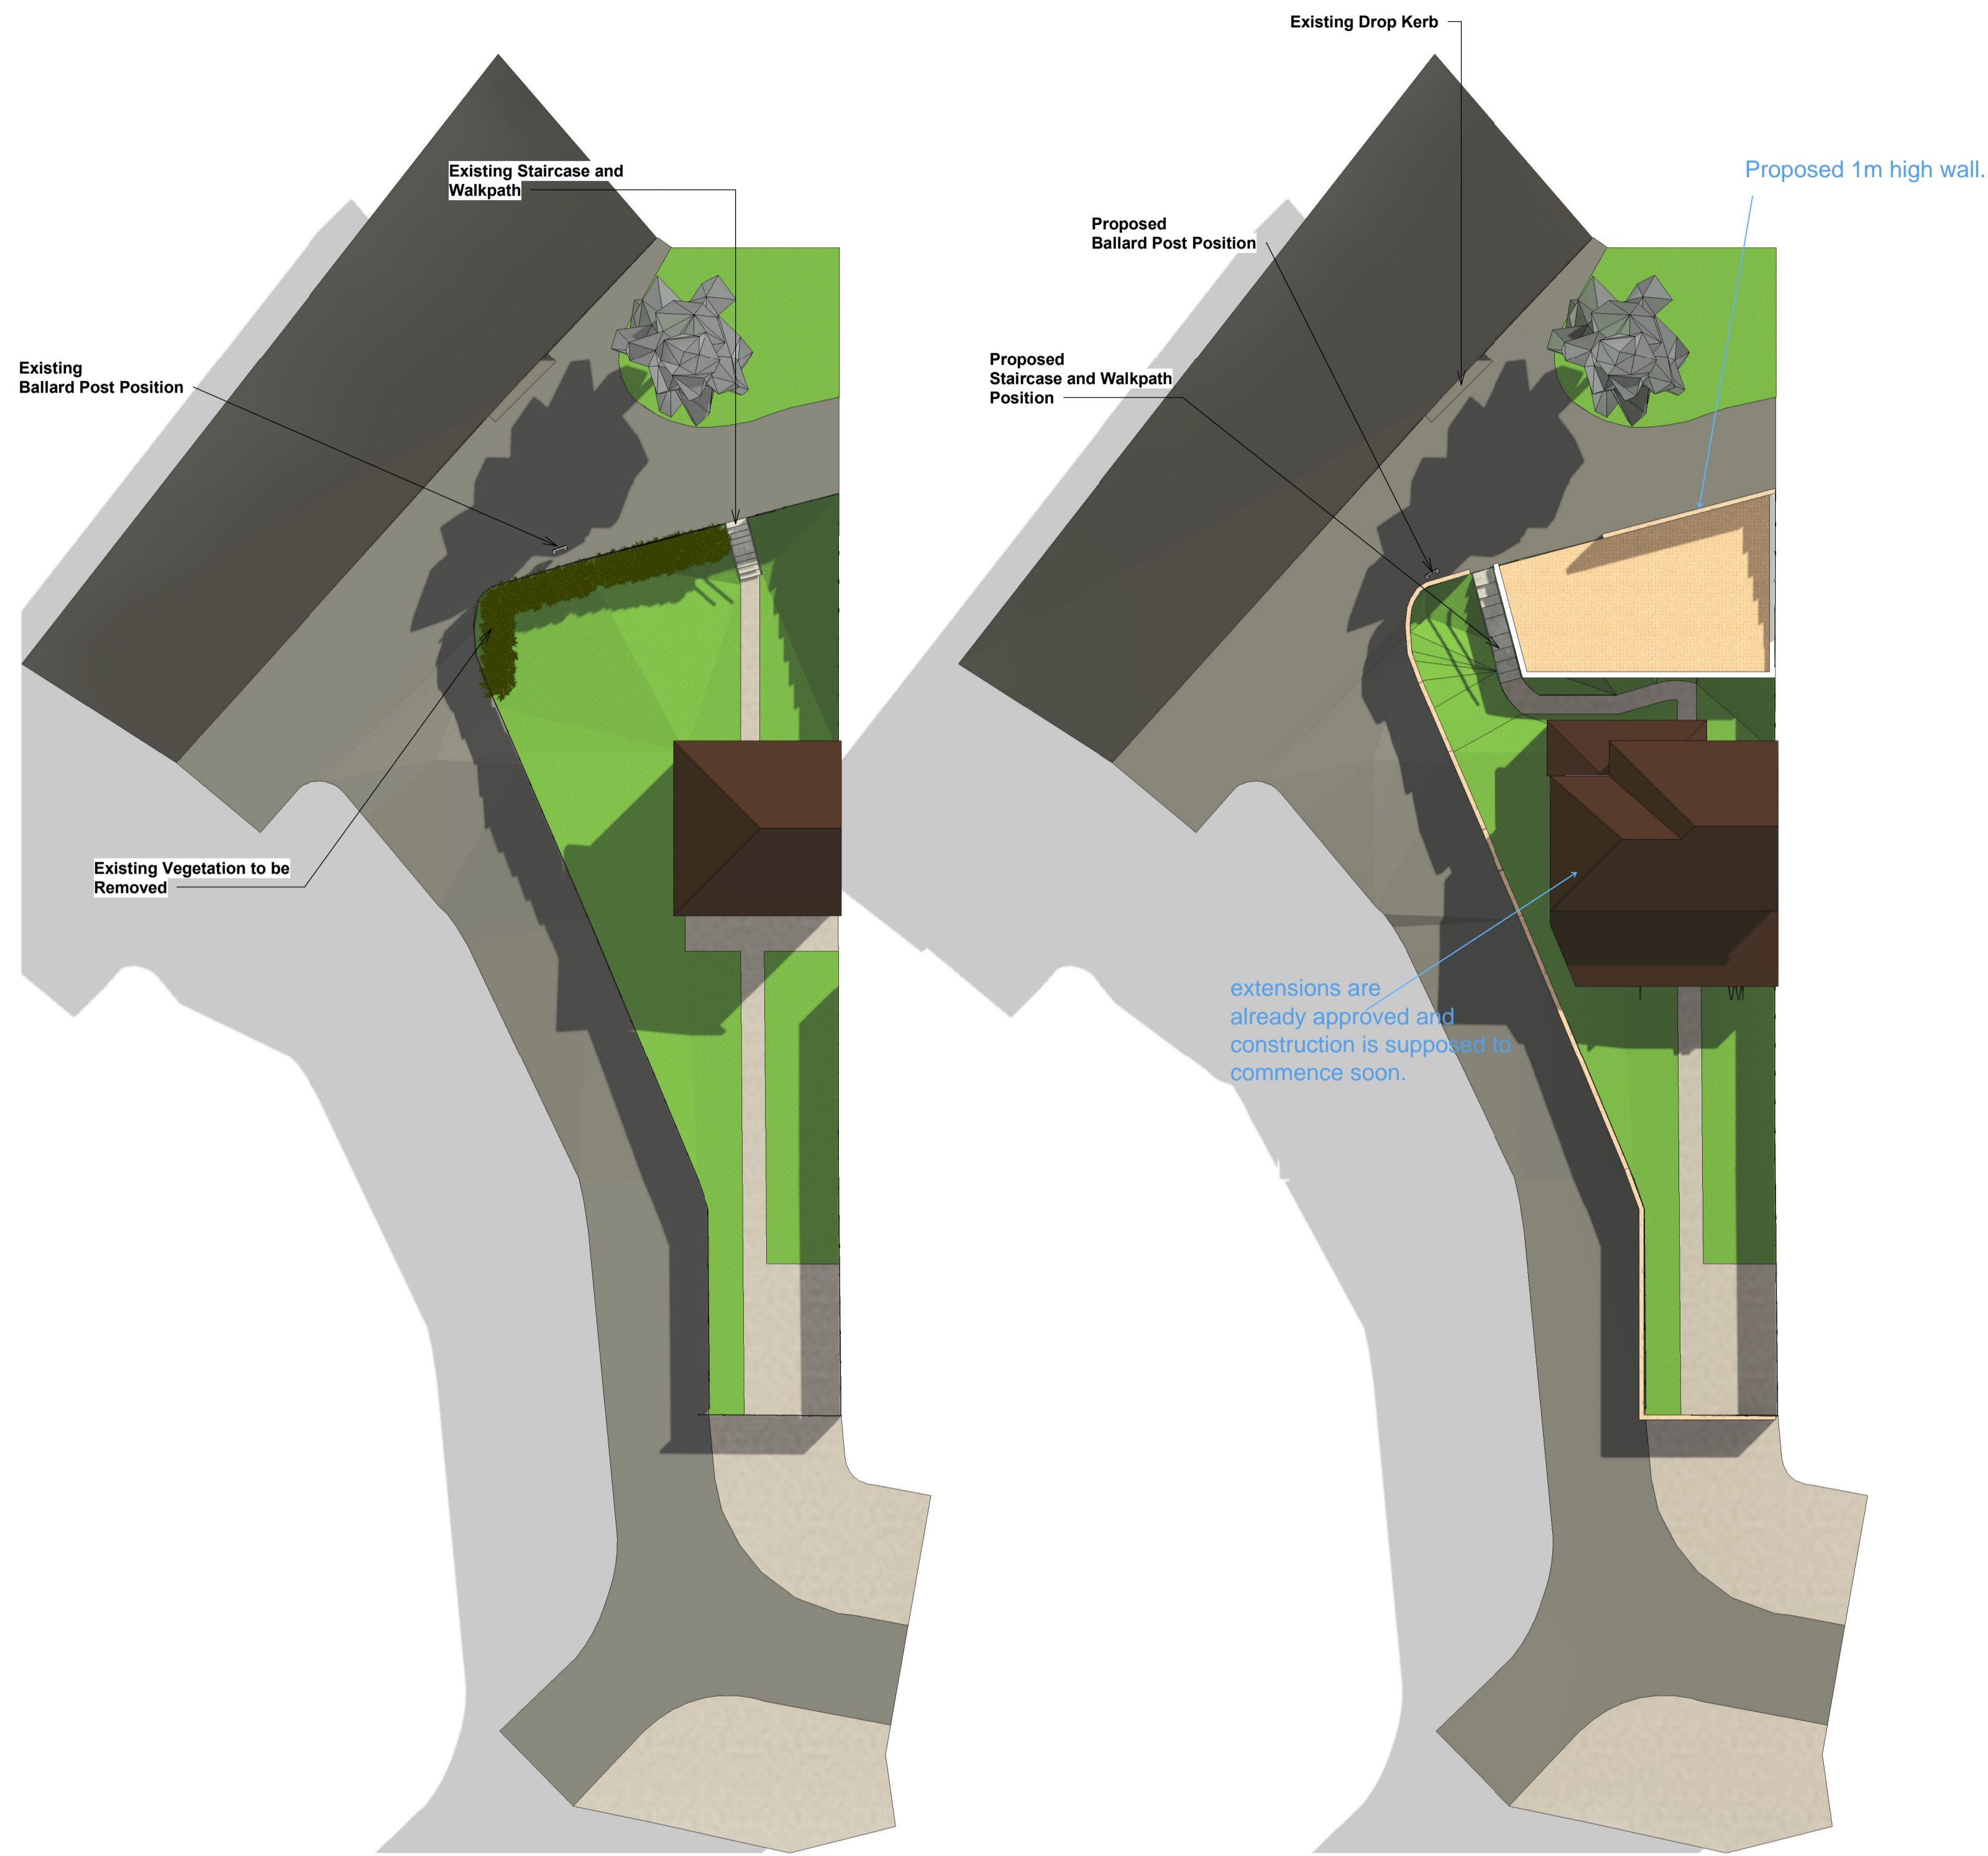 Existing Drop Kerb
Existing Staircase and
Walkpath
Proposed 1m high wall.
Proposed
Ballard Post Position
Existing
Ballard Post Position
Proposed
Staircase and Walkpath
Position
Existing Vegetation to be
Removed
extensions are
already approved and
construction is supposed to
commence soon.